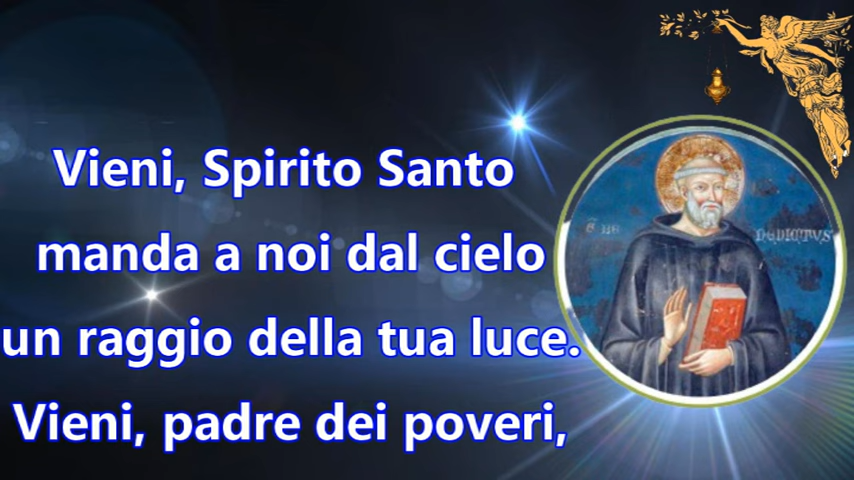 Vieni, Spirito Santo
manda a noi dal cielo
un raggio della tua luce.
Vieni, padre dei poveri,